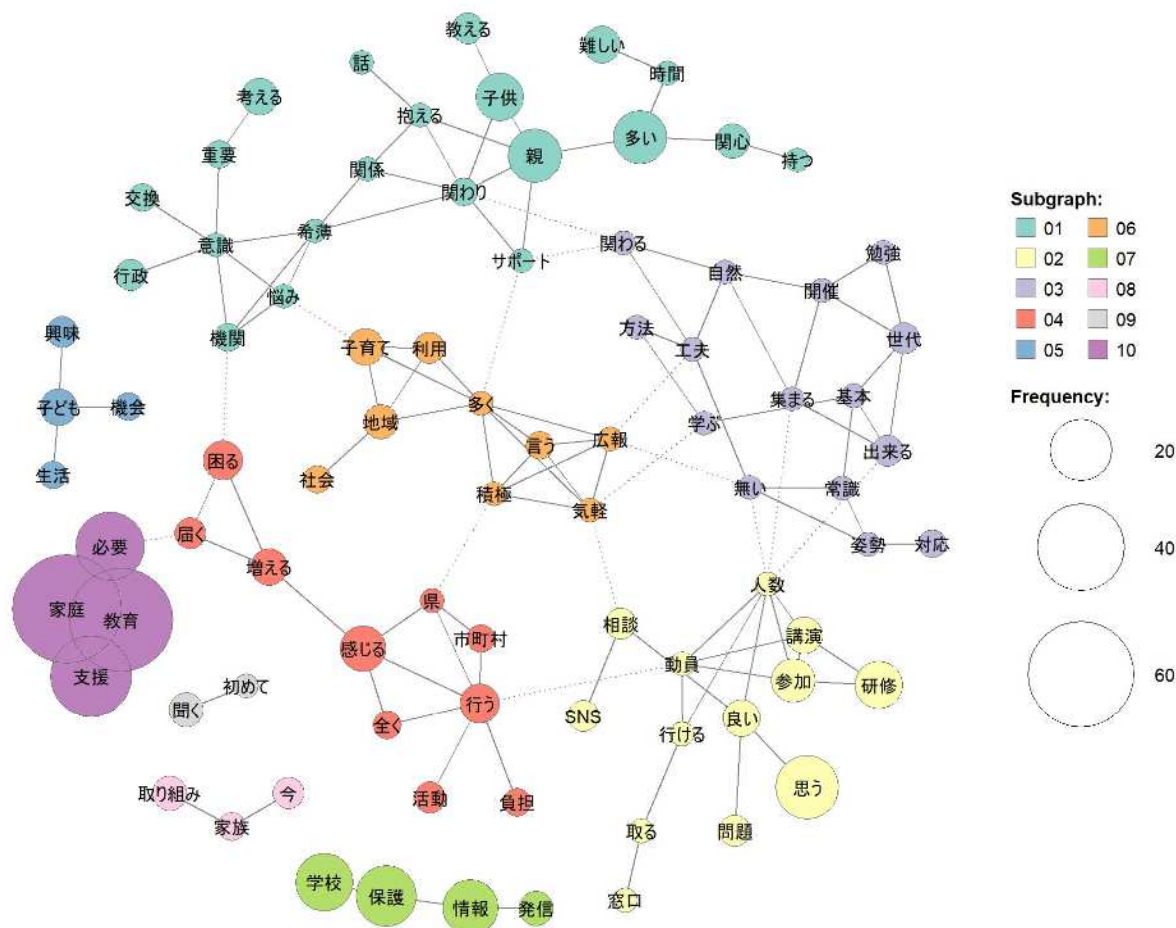 教える
難しい
話
時間
考える
子供
抱える
多い
関心
持つ
重要
親
関係
関わり
交換
希薄
意識
関わる
勉強
行政
サポート
自然
悩み
開催
興味
機関
方法
工夫
世代
子育て
利用
子ども
機会
多く
集まる
基本
地域
学ぶ
生活
困る
言う
広報
出来る
社会
積極
無い
常識
気軽
届く
姿勢
対応
必要
増える
人数
家庭
教育
県
相談
市町村
講演
感じる
動員
支援
参加
研修
初めて
聞く
行う
SNS
良い
全く
行ける
取り組み
今
活動
負担
思う
家族
取る
問題
学校
保護
情報
発信
窓口
Subgraph:
01
06
02
07
03
08
04
09
05
10
Frequency:
20
40
60